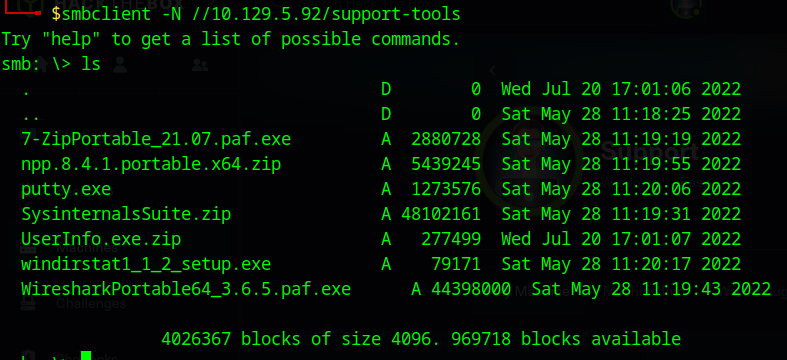 $smbclient -N //10.129.5.92/support-tools
Try "help" to get a list of possible commands.
smb: \> ls
  .                                   D        0  Wed Jul 20 17:01:06 2022
  ..                                  D        0  Sat May 28 11:18:25 2022
  7-ZipPortable_21.07.paf.exe         A  2880728  Sat May 28 11:19:19 2022
  npp.8.4.1.portable.x64.zip          A  5439245  Sat May 28 11:19:55 2022
  putty.exe                           A  1273576  Sat May 28 11:20:06 2022
  SysinternalsSuite.zip               A 48102161  Sat May 28 11:19:31 2022
  UserInfo.exe.zip                    A   277499  Wed Jul 20 17:01:07 2022
  windirstat1_1_2_setup.exe           A    79171  Sat May 28 11:20:17 2022
  WiresharkPortable64_3.6.5.paf.exe      A 44398000  Sat May 28 11:19:43 2022
                4026367 blocks of size 4096. 969718 blocks available
Support
Challenges